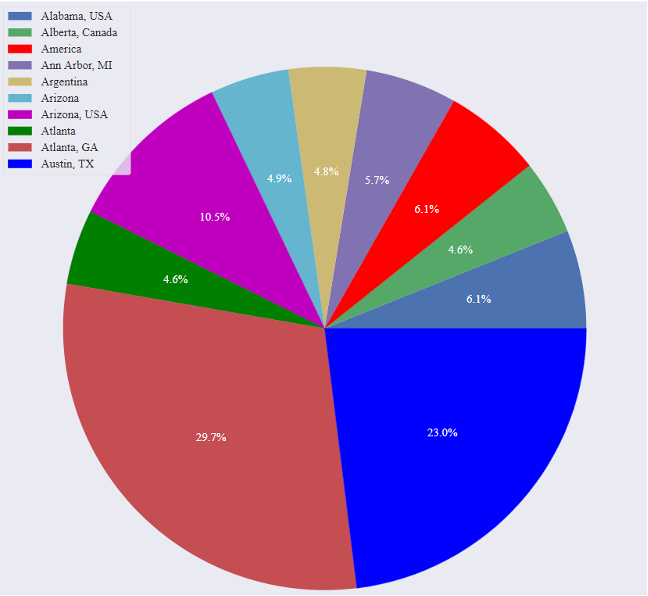 Alabama, USA
Alberta, Canada
America
Ann Arbor, MI
Argentina
Arizona
Arizona, USA
Atlanta
Atlanta, GA
Austin, TX
4.9%
4.8%
5.7%
10.5%
6.1%
4.6%
4.6%
6.1%
29.7%
23.0%